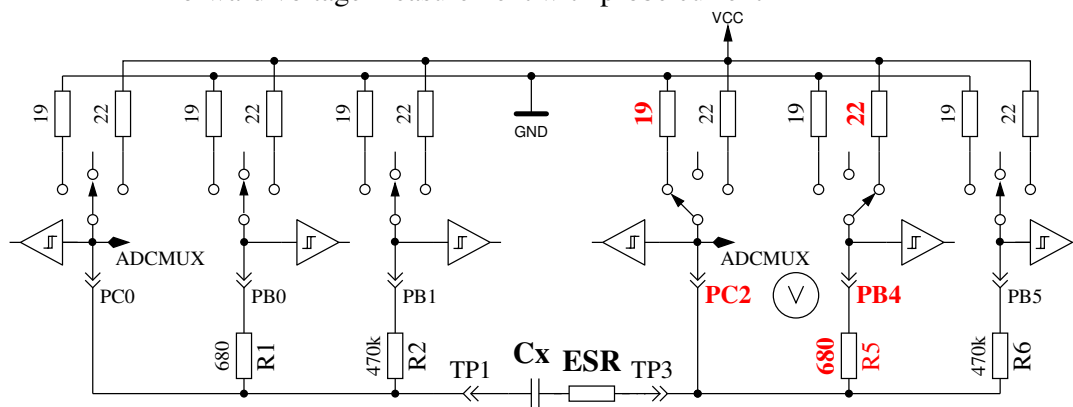 VCC
19
22
19
22
19
22
GND
19
22
19
22
19
22
ADCMUX
ADCMUX
PC0
PB0
PB1
PC2
V
PB4
PB5
680
R1
470k
R2
TP1
Cx
ESR
TP3
680
R5
470k
R6